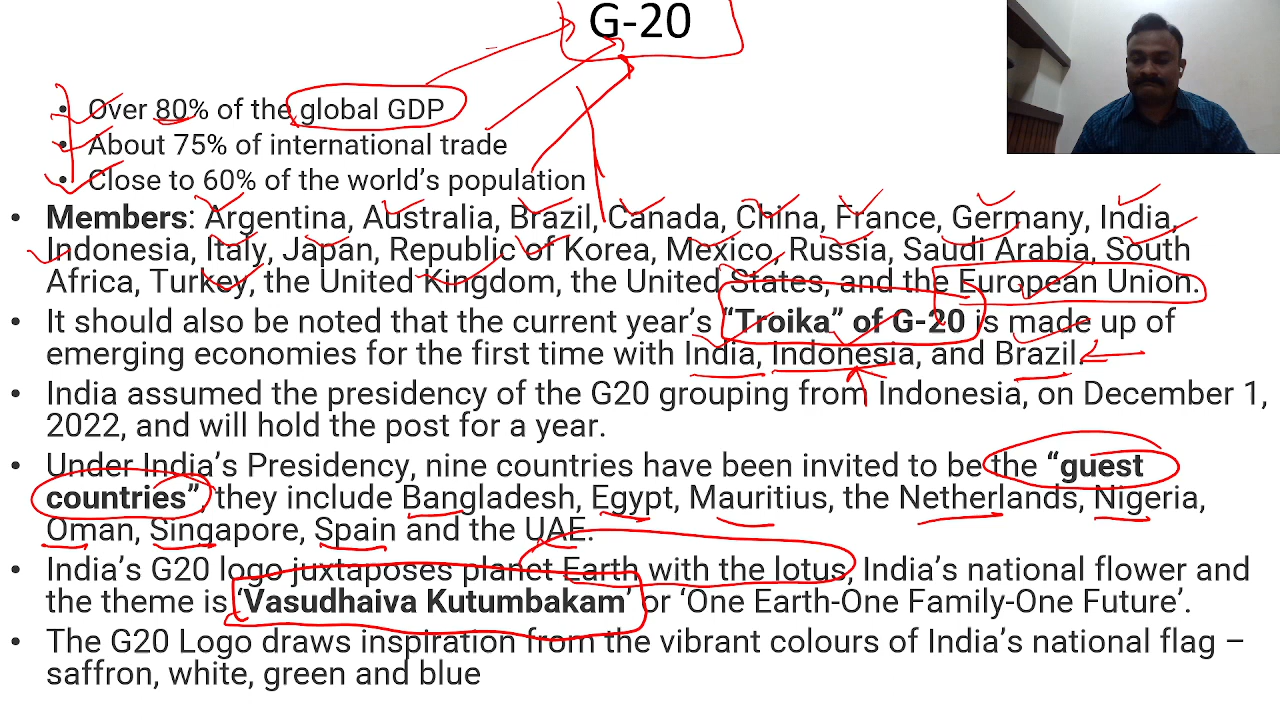 G-20
• Over 80% of the global GDP
• About 75% of international trade
• Close to 60% of the world's population
• Members: Argentina, Australia, Brazil, Canada, China, France, Germany, India,
Indonesia, Italy, Japan, Republic of Korea, Mexico, Russia, Saudi Arabia, South
Africa, Turkey, the United Kingdom, the United States, and the European Union.
• It should also be noted that the current year's “Troika” of G-20 is made up of
emerging economies for the first time with India, Indonesia, and Brazil.
• India assumed the presidency of the G20 grouping from Indonesia, on December 1,
2022, and will hold the post for a year.
• Under India's Presidency, nine countries have been invited to be the “guest
countries”, they include Bangladesh, Egypt, Mauritius, the Netherlands, Nigeria,
Oman, Singapore, Spain and the UAE.
• India's G20 logo juxtaposes planet Earth with the lotus, India's national flower and
the theme is ‘Vasudhaiva Kutumbakam’ or ‘One Earth-One Family-One Future’.
• The G20 Logo draws inspiration from the vibrant colours of India's national flag –
saffron, white, green and blue